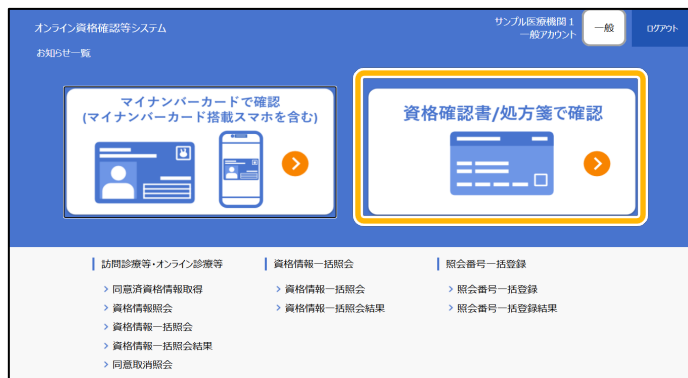 オンライン資格確認等システム
サンプル医療機関1
一般アカウント
一般
ログアウト
お知らせ一覧
マイナンバーカードで確認
(マイナンバーカード搭載スマホを含む)
資格確認書/処方箋で確認
訪問診療等・オンライン診療等
同意済資格情報取得
資格情報照会
資格情報一括照会
資格情報一括照会結果
同意取消照会
資格情報一括照会
資格情報一括照会
資格情報一括照会結果
照会番号一括登録
照会番号一括登録
照会番号一括登録結果